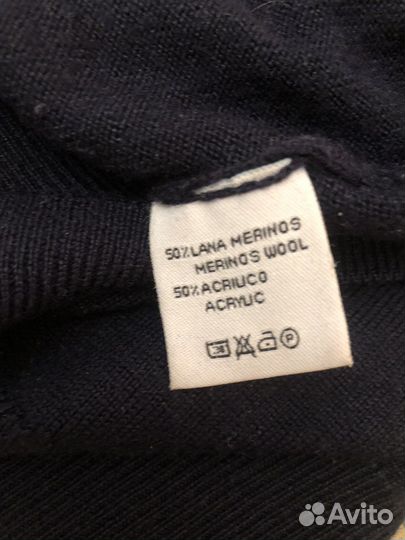 50% LANA MERINOS
MERINOS WOOL
50% ACRILICO
ACRYLIC
P
Avito